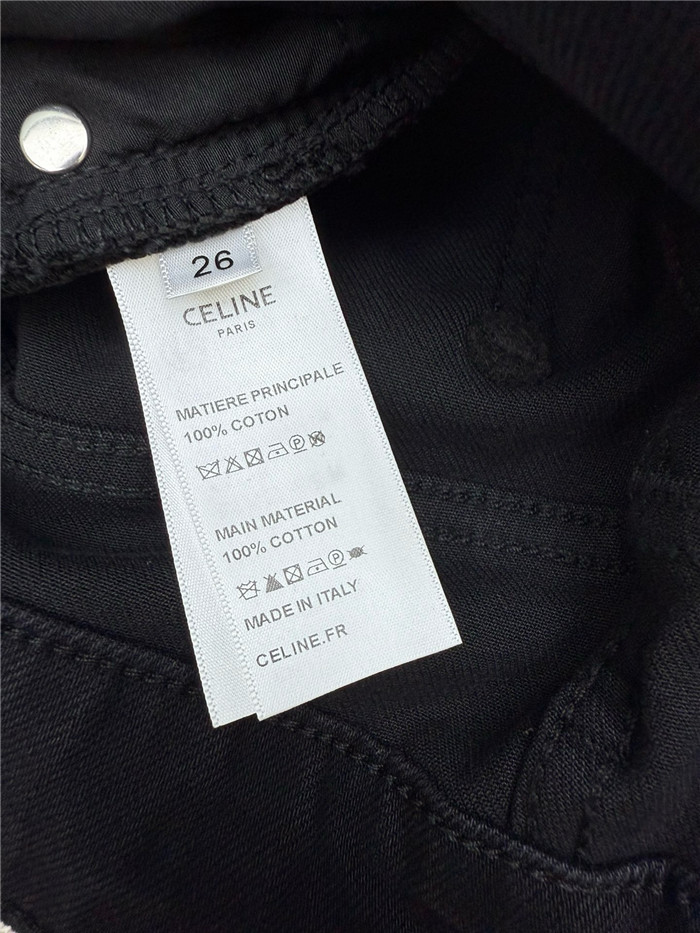 26
CELINE
PARIS
MATIERE PRINCIPALE
100% COTON
MAIN MATERIAL
100% COTTON
MADE IN ITALY
CELINE.FR